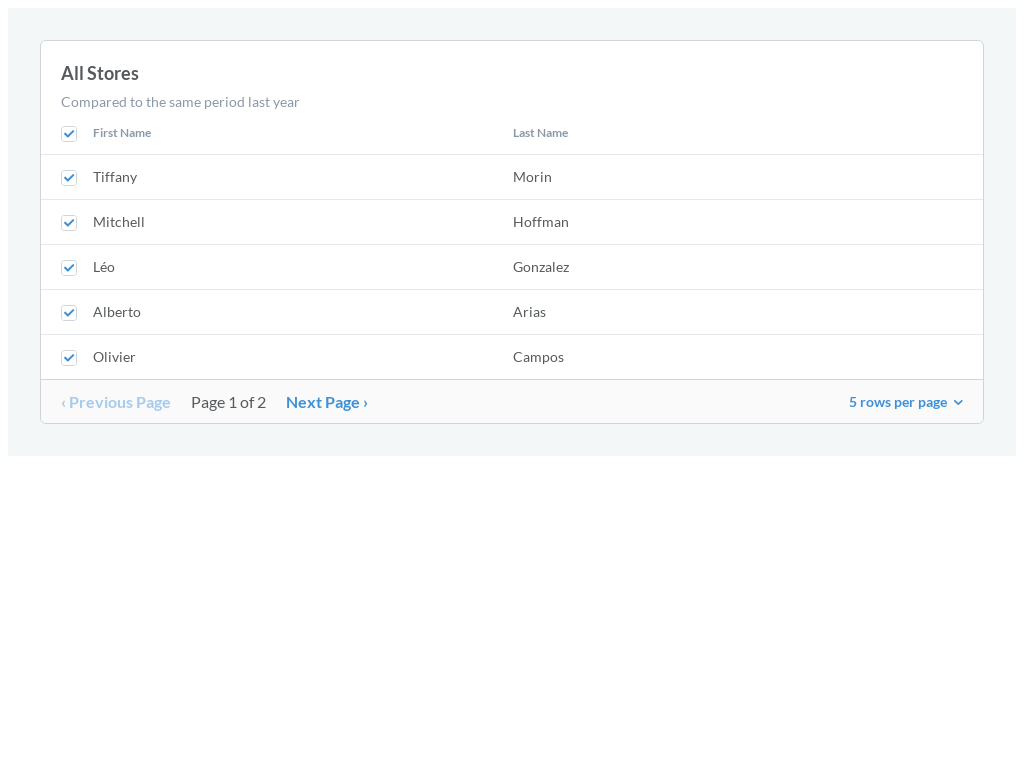 All Stores
Compared to the same period last year
First Name Last Name
Tiffany Morin
Mitchell Hoffman
Léo Gonzalez
Alberto Arias
Olivier Campos
‹ Previous Page Page 1 of 2 Next Page › 5 rows per page